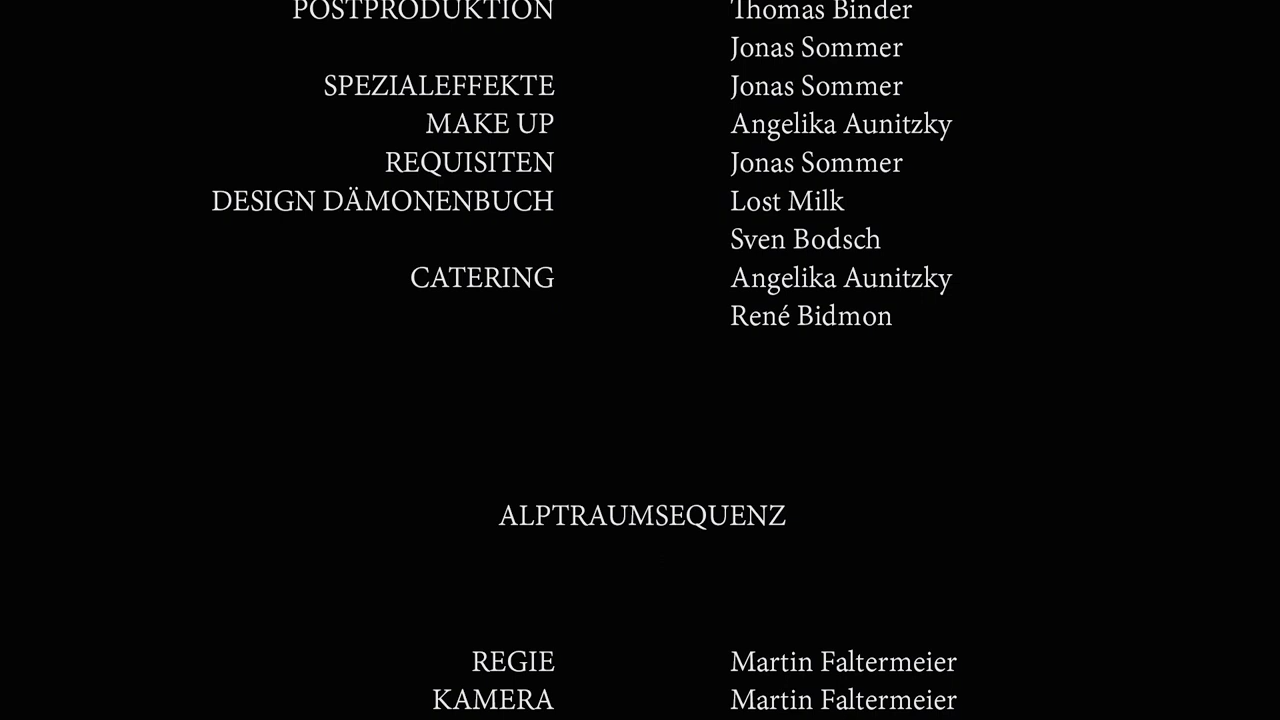 POSTPRODUKTION Thomas Binder
Jonas Sommer
SPEZIALEFFEKTE Jonas Sommer
MAKE UP Angelika Aunitzky
REQUISITEN Jonas Sommer
DESIGN DÄMONENBUCH Lost Milk
Sven Bodsch
CATERING Angelika Aunitzky
René Bidmon
ALPTRAUMSEQUENZ
REGIE Martin Faltermeier
KAMERA Martin Faltermeier